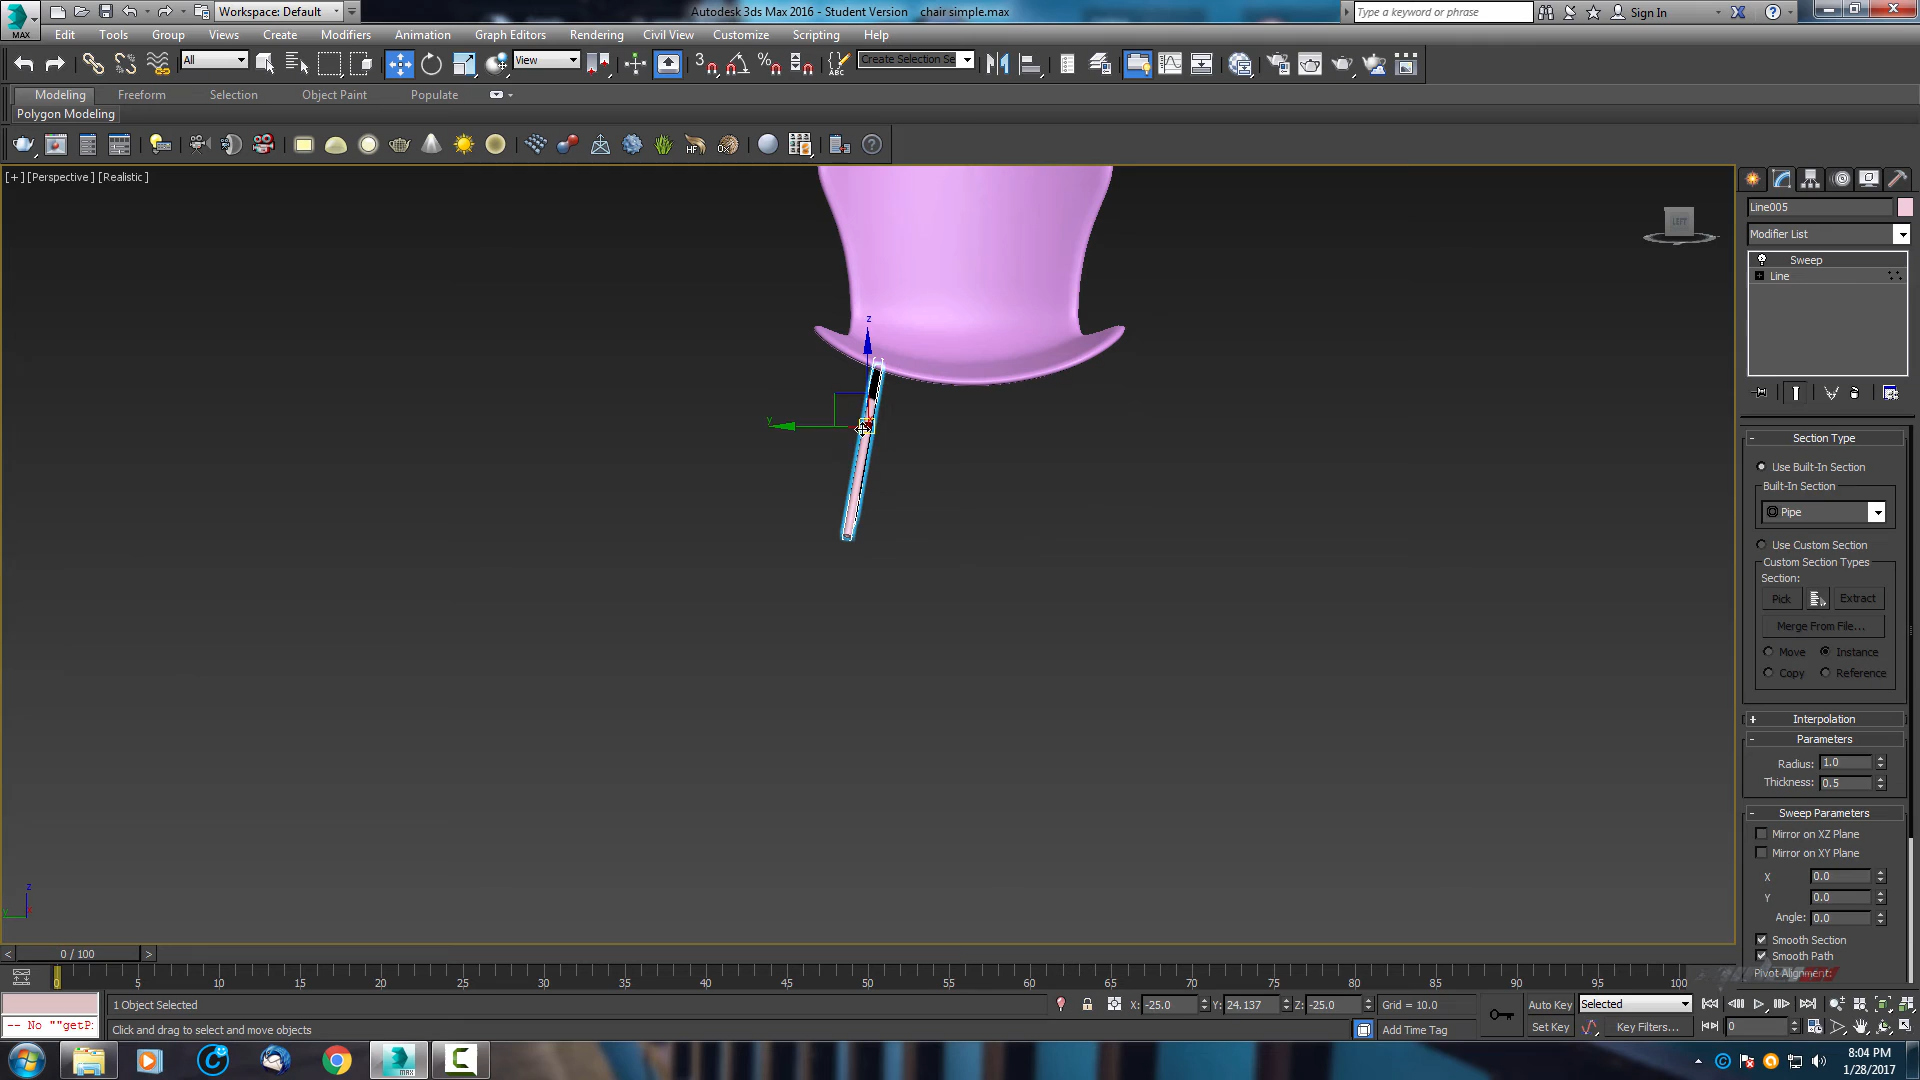 Workspace: Default
Autodesk 3ds Max 2016 - Student Version    chair simple.max
Type a keyword or phrase
Sign In
MAX
Edit
Tools
Group
Views
Create
Modifiers
Animation
Graph Editors
Rendering
Civil View
Customize
Scripting
Help
All
View
Create Selection Se
Modeling
Freeform
Selection
Object Paint
Populate
Polygon Modeling
[+] [Perspective ] [Realistic ]
LEFT
Line005
Modifier List
Sweep
Line
Section Type
Use Built-In Section
Built-In Section
Pipe
Use Custom Section
Custom Section Types
Section:
Pick
Extract
Merge From File...
Move
Instance
Copy
Reference
Interpolation
Parameters
Radius: 1.0
Thickness: 0.5
Sweep Parameters
Mirror on XZ Plane
Mirror on XY Plane
X 0.0
Y 0.0
Angle: 0.0
Smooth Section
Smooth Path
Pivot Alignment:
z
y
z
y
x
< 0 / 100 >
0 5 10 15 20 25 30 35 40 45 50 55 60 65 70 75 80 85 90 95 100
1 Object Selected
X: -25.0
Y: 24.137
Z: -25.0
Grid = 10.0
Auto Key
Selected
-- No ""getP:
Click and drag to select and move objects
Add Time Tag
Set Key
Key Filters...
0
MAX
8:04 PM
1/28/2017